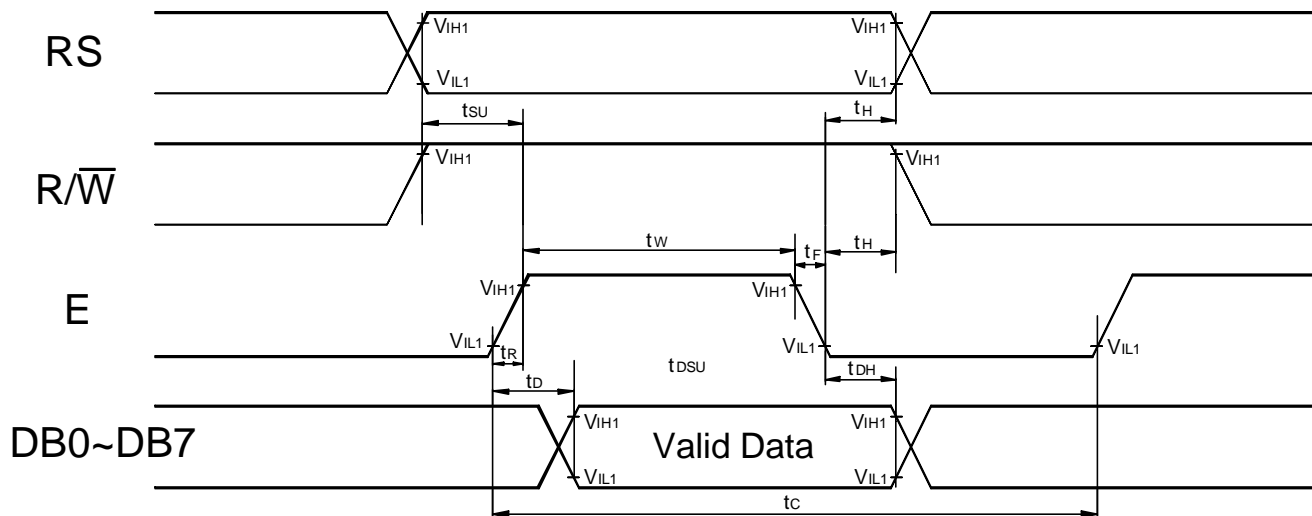 RS
VIH1
VIH1
VIL1
VIL1
tSU
tH
R/W̅
VIH1
VIH1
tW
tF
tH
E
VIH1
VIH1
VIL1
VIL1
VIL1
tR
tDSU
tD
tDH
DB0~DB7
VIH1
Valid Data
VIH1
VIL1
VIL1
tC